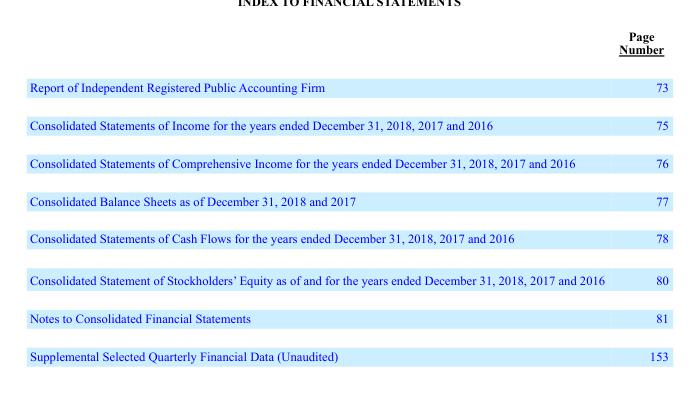 INDEX TO FINANCIAL STATEMENTS
Page
Number
Report of Independent Registered Public Accounting Firm 73
Consolidated Statements of Income for the years ended December 31, 2018, 2017 and 2016 75
Consolidated Statements of Comprehensive Income for the years ended December 31, 2018, 2017 and 2016 76
Consolidated Balance Sheets as of December 31, 2018 and 2017 77
Consolidated Statements of Cash Flows for the years ended December 31, 2018, 2017 and 2016 78
Consolidated Statement of Stockholders’ Equity as of and for the years ended December 31, 2018, 2017 and 2016 80
Notes to Consolidated Financial Statements 81
Supplemental Selected Quarterly Financial Data (Unaudited) 153